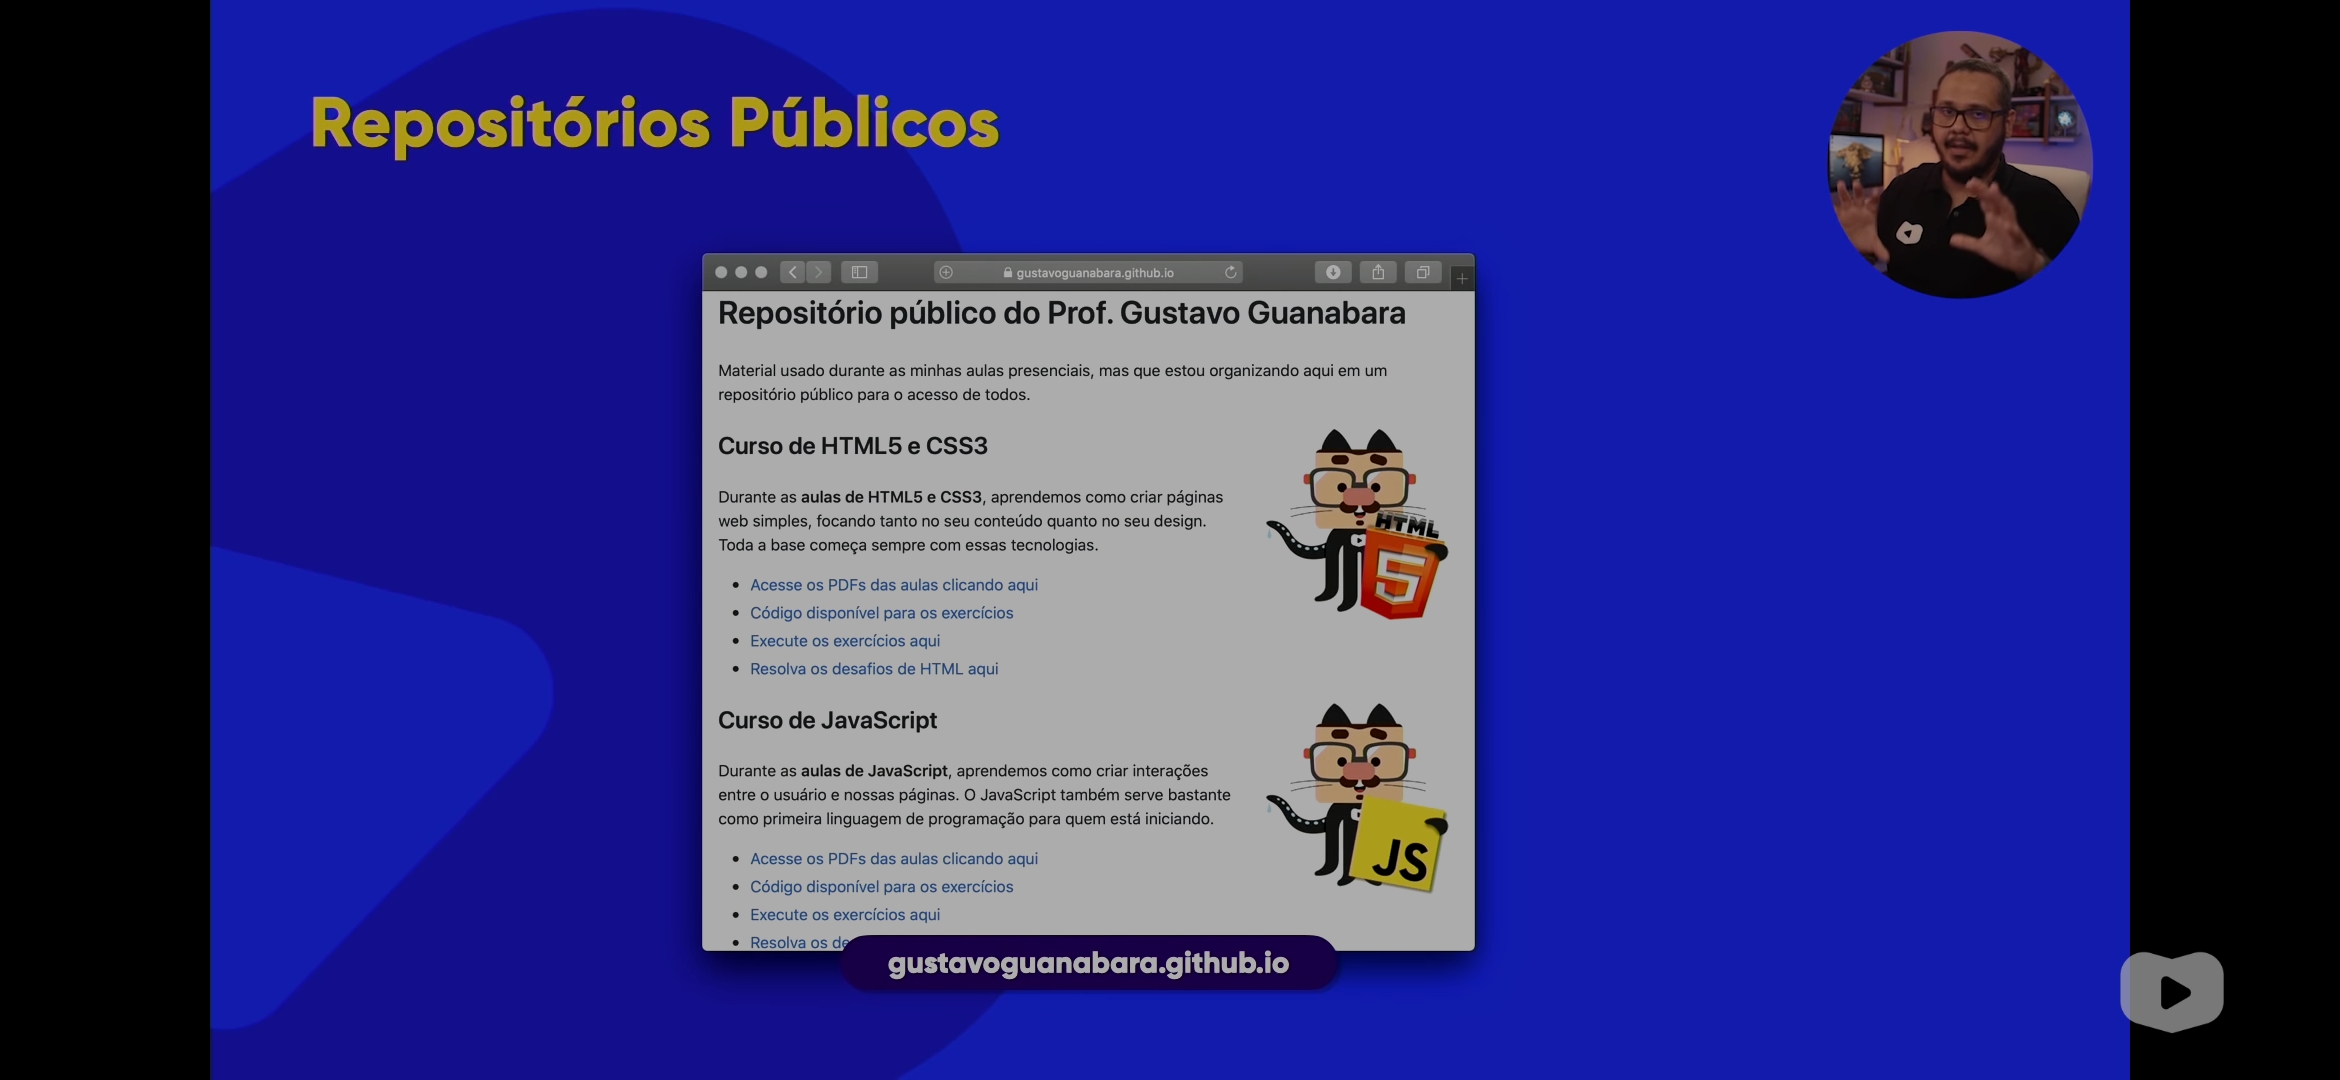 Repositórios Públicos
gustavoguanabara.github.io
Repositório público do Prof. Gustavo Guanabara
Material usado durante as minhas aulas presenciais, mas que estou organizando aqui em um
repositório público para o acesso de todos.
Curso de HTML5 e CSS3
Durante as aulas de HTML5 e CSS3, aprendemos como criar páginas
web simples, focando tanto no seu conteúdo quanto no seu design.
Toda a base começa sempre com essas tecnologias.
HTML
5
Acesse os PDFs das aulas clicando aqui
Código disponível para os exercícios
Execute os exercícios aqui
Resolva os desafios de HTML aqui
Curso de JavaScript
Durante as aulas de JavaScript, aprendemos como criar interações
entre o usuário e nossas páginas. O JavaScript também serve bastante
como primeira linguagem de programação para quem está iniciando.
JS
Acesse os PDFs das aulas clicando aqui
Código disponível para os exercícios
Execute os exercícios aqui
Resolva os de
gustavoguanabara.github.io